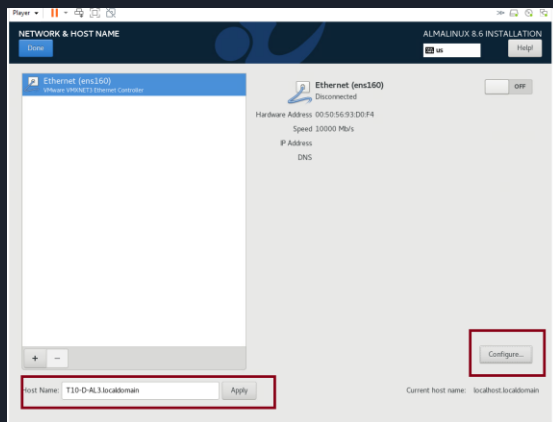 Player
NETWORK & HOST NAME
Done
ALMALINUX 8.6 INSTALLATION
us
Help!
Ethernet (ens160)
VMware VMXNET3 Ethernet Controller
Ethernet (ens160)
Disconnected
OFF
Hardware Address 00:50:56:93:D0:F4
Speed 10000 Mb/s
IP Address
DNS
+ −
Configure...
Host Name: T10-D-AL3.localdomain Apply
Current host name: localhost.localdomain